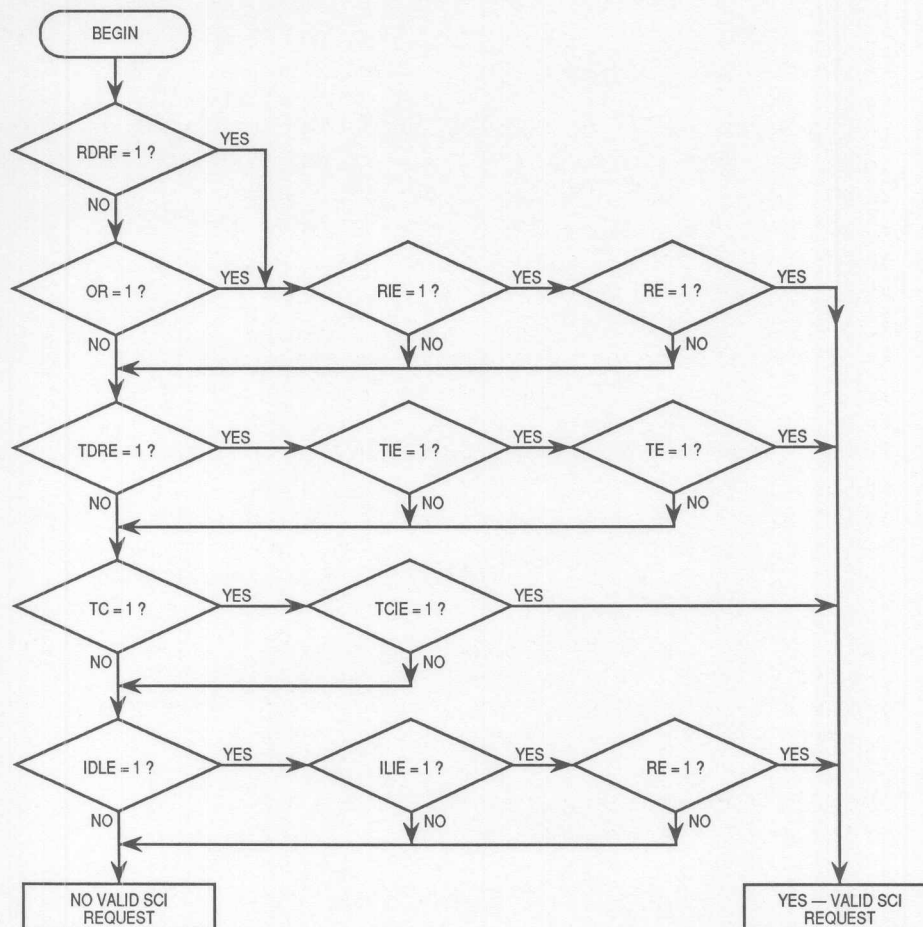 BEGIN
RDRF = 1 ?
YES
NO
OR = 1 ?
YES
RIE = 1 ?
YES
RE = 1 ?
YES
NO
NO
NO
TDRE = 1 ?
YES
TIE = 1 ?
YES
TE = 1 ?
YES
NO
NO
NO
TC = 1 ?
YES
TCIE = 1 ?
YES
NO
NO
IDLE = 1 ?
YES
ILIE = 1 ?
YES
RE = 1 ?
YES
NO
NO
NO
NO VALID SCI
REQUEST
YES — VALID SCI
REQUEST